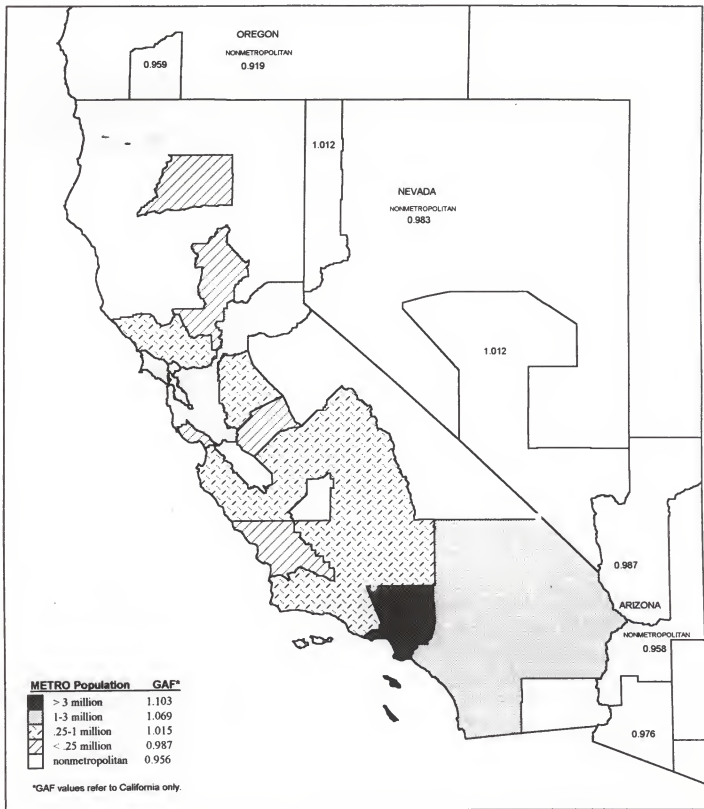 OREGON
NONMETROPOLITAN
0.919
0.959
1.012
NEVADA
NONMETROPOLITAN
0.983
1.012
0.987
ARIZONA
NONMETROPOLITAN
0.958
0.976
METRO Population GAF*
> 3 million 1.103
1-3 million 1.069
.25-1 million 1.015
< .25 million 0.987
nonmetropolitan 0.956
*GAF values refer to California only.